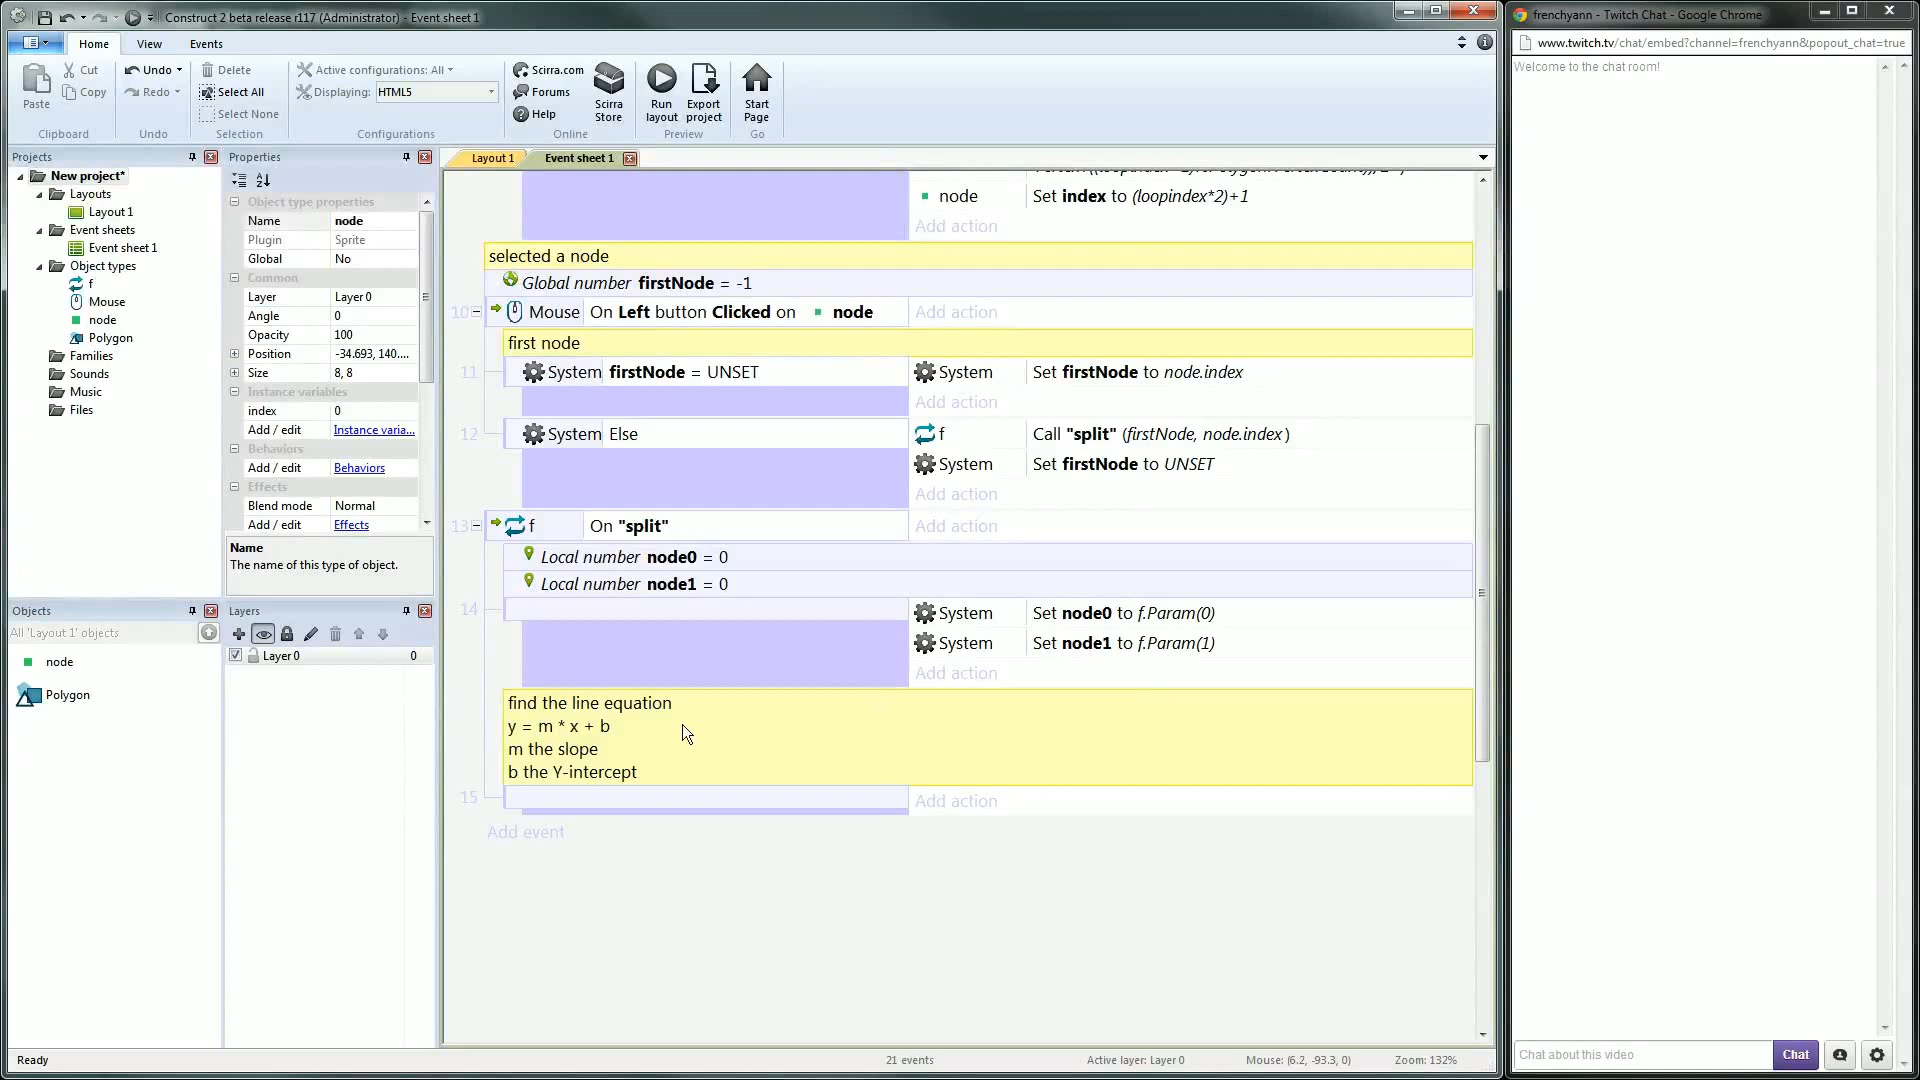 Construct 2 beta release r117 (Administrator) - Event sheet 1
Home View Events
Paste
Cut
Copy
Clipboard
Undo
Redo
Undo
Delete
Select All
Select None
Selection
Active configurations: All
Displaying: HTML5
Configurations
Scirra.com
Forums
Help
Scirra Store
Online
Run layout
Export project
Preview
Start Page
Go
Projects
New project*
Layouts
Layout 1
Event sheets
Event sheet 1
Object types
f
Mouse
node
Polygon
Families
Sounds
Music
Files
Properties
Object type properties
Name node
Plugin Sprite
Global No
Common
Layer Layer 0
Angle 0
Opacity 100
Position -34.693, 140....
Size 8, 8
Instance variables
index 0
Add / edit Instance varia...
Behaviors
Add / edit Behaviors
Effects
Blend mode Normal
Add / edit Effects
Name
The name of this type of object.
Objects
All 'Layout 1' objects
node
Polygon
Layers
Layer 0 0
Layout 1 Event sheet 1
node Set index to (loopindex*2)+1
Add action
selected a node
Global number firstNode = -1
10 Mouse On Left button Clicked on node Add action
first node
11 System firstNode = UNSET System Set firstNode to node.index
Add action
12 System Else f Call "split" (firstNode, node.index)
System Set firstNode to UNSET
Add action
13 f On "split" Add action
Local number node0 = 0
Local number node1 = 0
14 System Set node0 to f.Param(0)
System Set node1 to f.Param(1)
Add action
find the line equation
y = m * x + b
m the slope
b the Y-intercept
15 Add action
Add event
Ready 21 events Active layer: Layer 0 Mouse: (6.2, -93.3, 0) Zoom: 132%
frenchyann - Twitch Chat - Google Chrome
www.twitch.tv/chat/embed?channel=frenchyann&popout_chat=true
Welcome to the chat room!
Chat about this video Chat